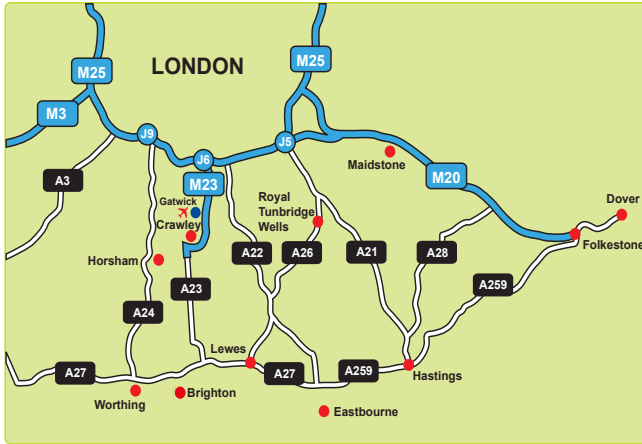 M25
LONDON
M25
M3
J9
J6
J5
Maidstone
A3
M23
M20
Gatwick
Crawley
Royal
Tunbridge
Wells
Dover
Folkestone
Horsham
A22
A26
A21
A28
A23
A259
A24
Lewes
A27
A27
A259
Hastings
Worthing
Brighton
Eastbourne